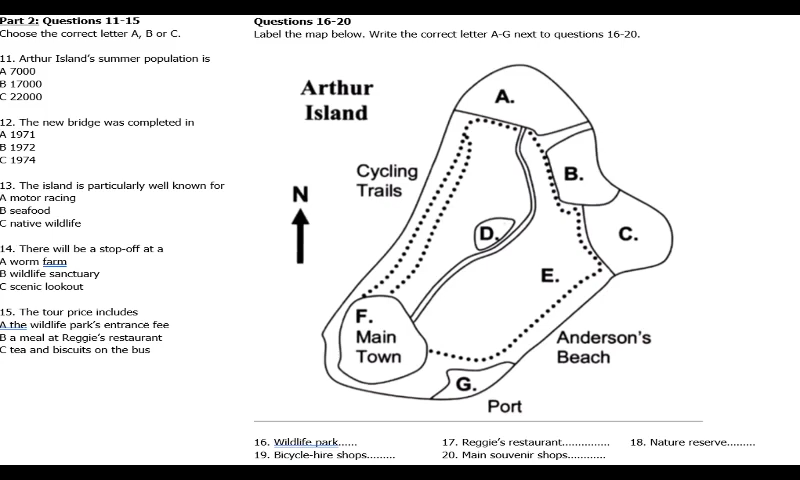 Part 2: Questions 11-15
Choose the correct letter A, B or C.
11. Arthur Island's summer population is
A 7000
B 17000
C 22000
12. The new bridge was completed in
A 1971
B 1972
C 1974
13. The island is particularly well known for
A motor racing
B seafood
C native wildlife
14. There will be a stop-off at a
A worm farm
B wildlife sanctuary
C scenic lookout
15. The tour price includes
A the wildlife park's entrance fee
B a meal at Reggie's restaurant
C tea and biscuits on the bus
Questions 16-20
Label the map below. Write the correct letter A-G next to questions 16-20.
Arthur
Island
A.
Cycling
Trails
B.
N
C.
D.
E.
F.
Main
Town
Anderson's
Beach
G.
Port
16. Wildlife park...... 17. Reggie's restaurant.............. 18. Nature reserve........
19. Bicycle-hire shops........ 20. Main souvenir shops...........